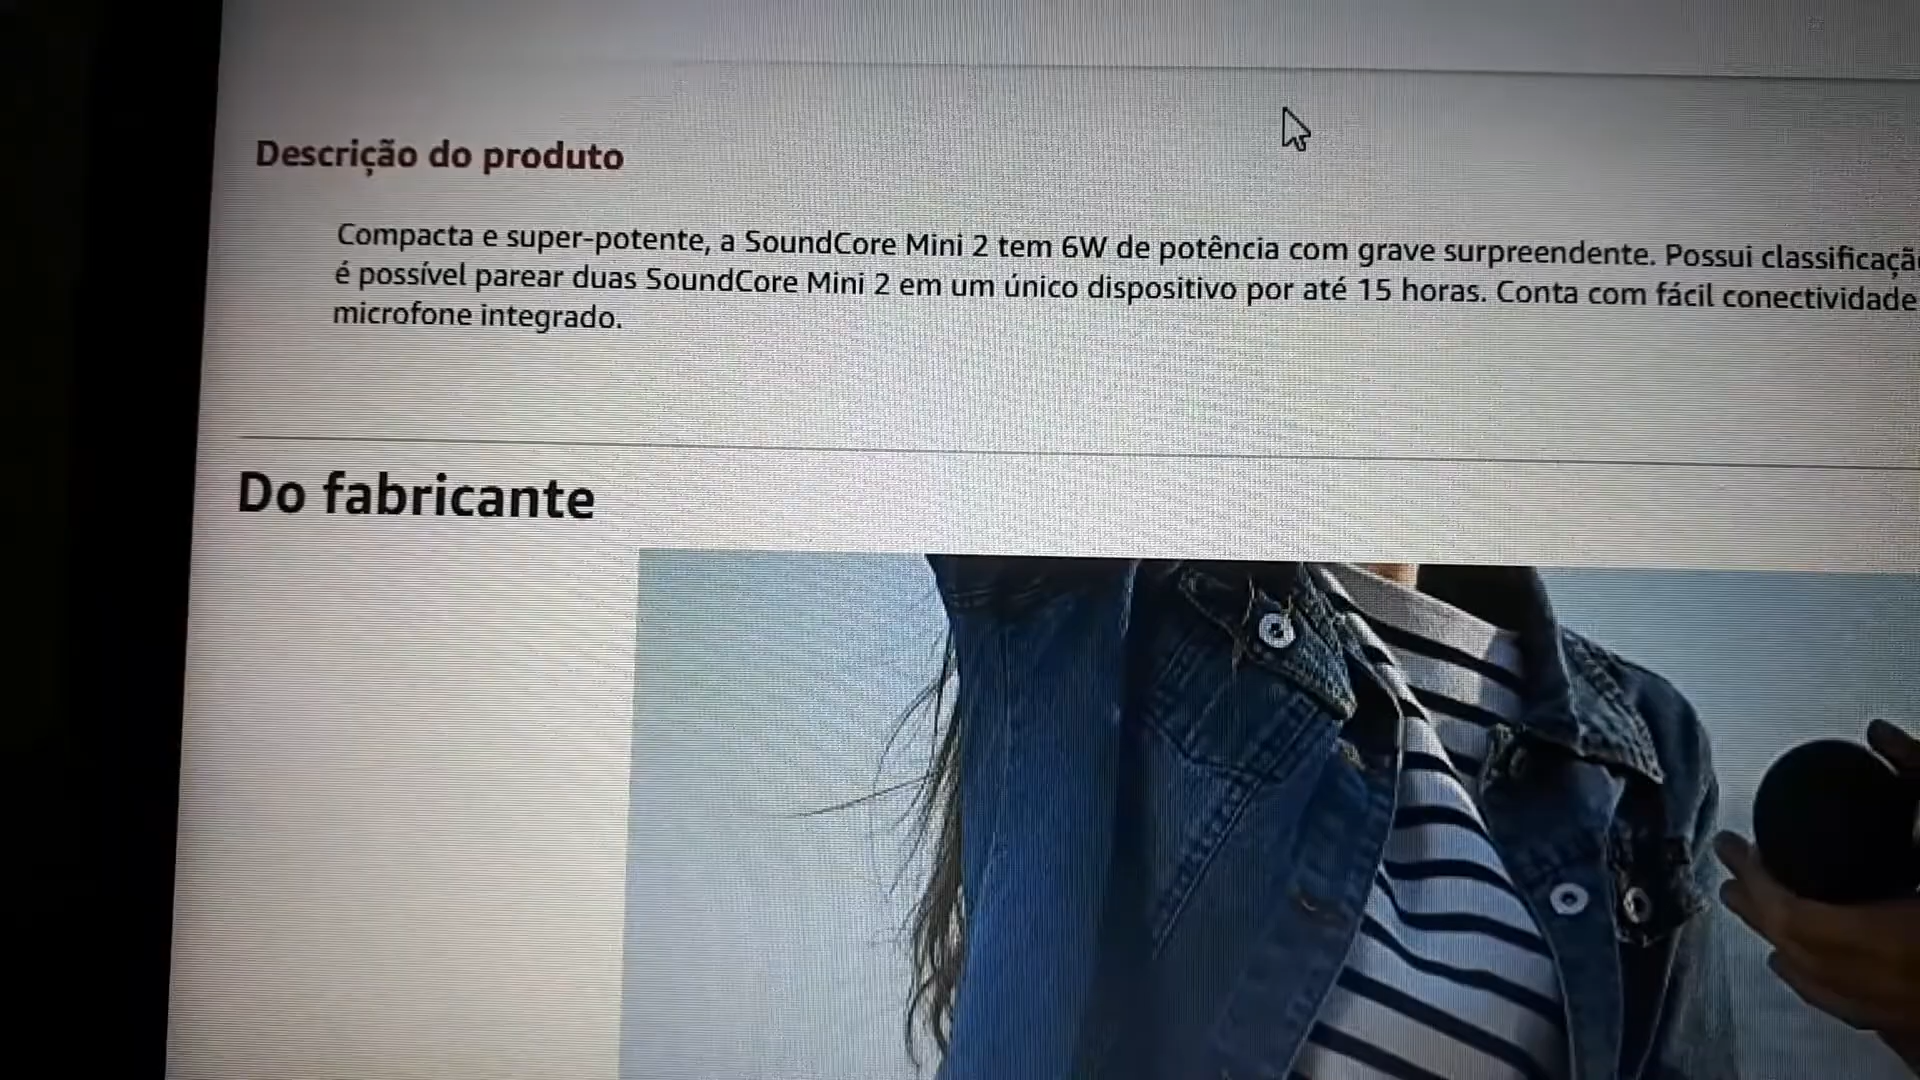 Descrição do produto
Compacta e super-potente, a SoundCore Mini 2 tem 6W de potência com grave surpreendente. Possui
é possível parear duas SoundCore Mini 2 em um único dispositivo por até 15 horas. Conta com fácil conectividade
microfone integrado.
Do fabricante